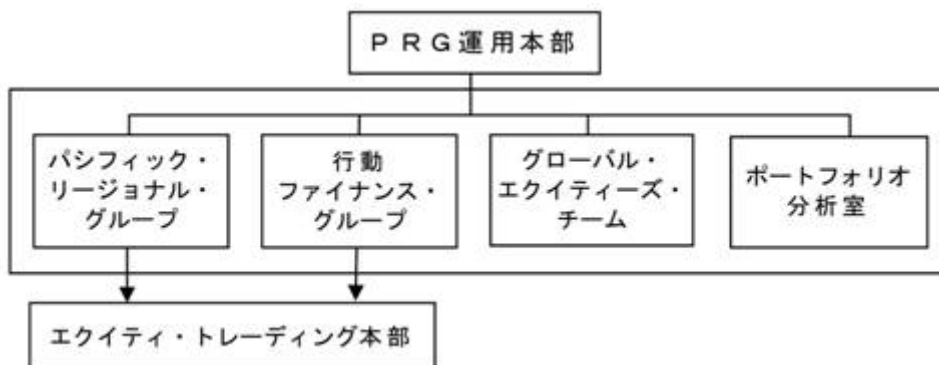 ＰＲＧ運用本部
パシフィック・
リージョナル・
グループ
行動
ファイナンス・
グループ
グローバル・
エクイティーズ・
チーム
ポートフォリオ
分析室
エクイティ・トレーディング本部